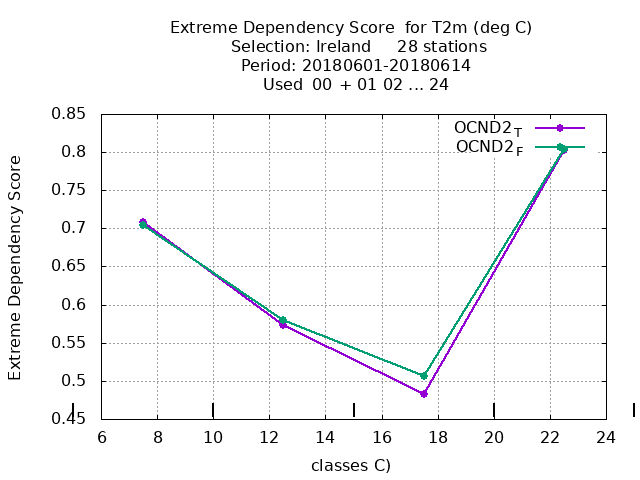 Extreme Dependency Score  for T2m (deg C)
Selection: Ireland     28 stations
Period: 20180601-20180614
Used  00 + 01 02 ... 24
Extreme Dependency Score
0.85
0.8
0.75
0.7
0.65
0.6
0.55
0.5
0.45
OCND2T
OCND2F
6 8 10 12 14 16 18 20 22 24
classes C)